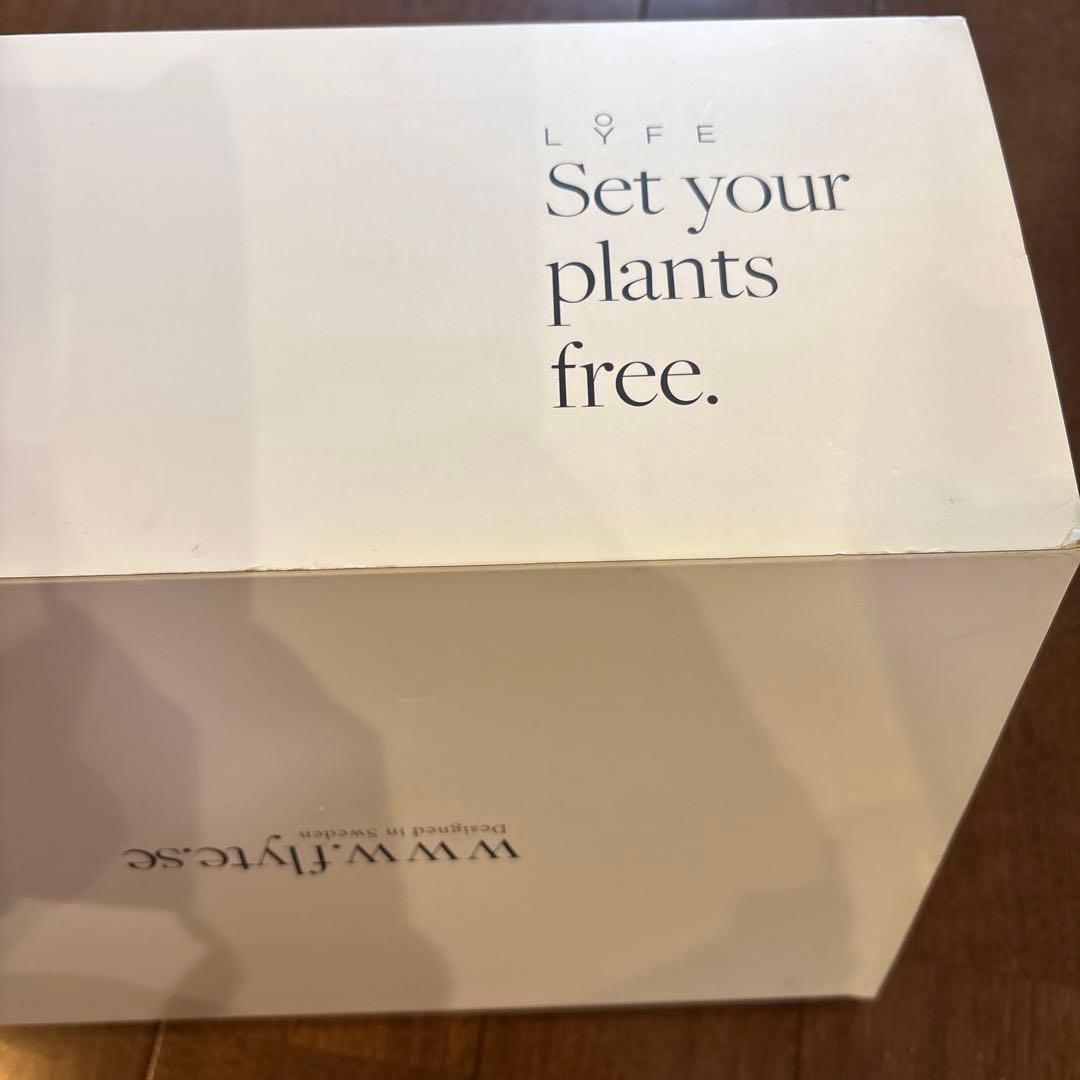 LYFE
Set your
plants
free.
www.flyte.se
Designed in Sweden